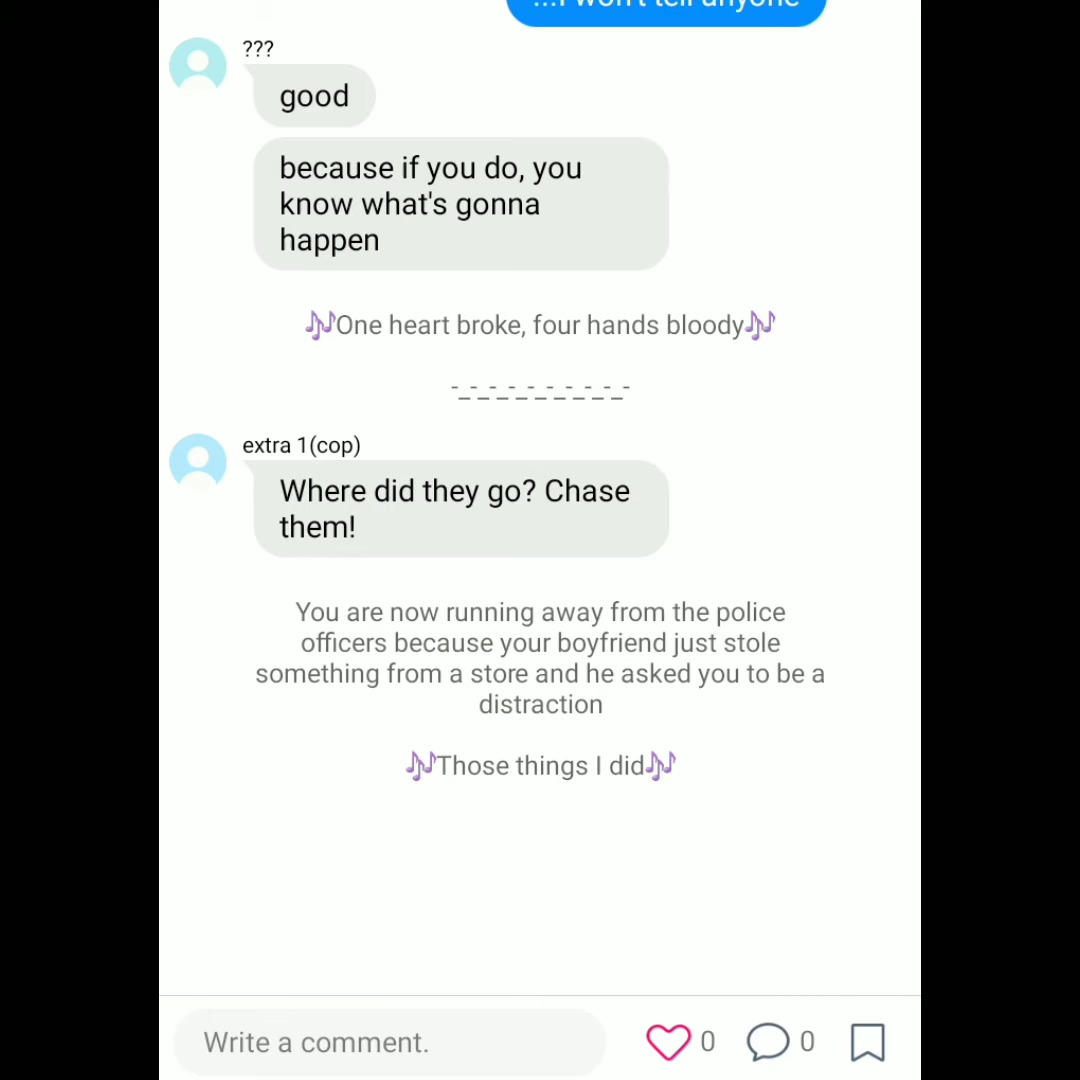 ...I won't tell anyone
???
good
because if you do, you
know what's gonna
happen
🎶One heart broke, four hands bloody🎶
-_-_-_-_-_-_-_-_-_-
extra 1(cop)
Where did they go? Chase
them!
You are now running away from the police
officers because your boyfriend just stole
something from a store and he asked you to be a
distraction
🎶Those things I did🎶
Write a comment.
0
0